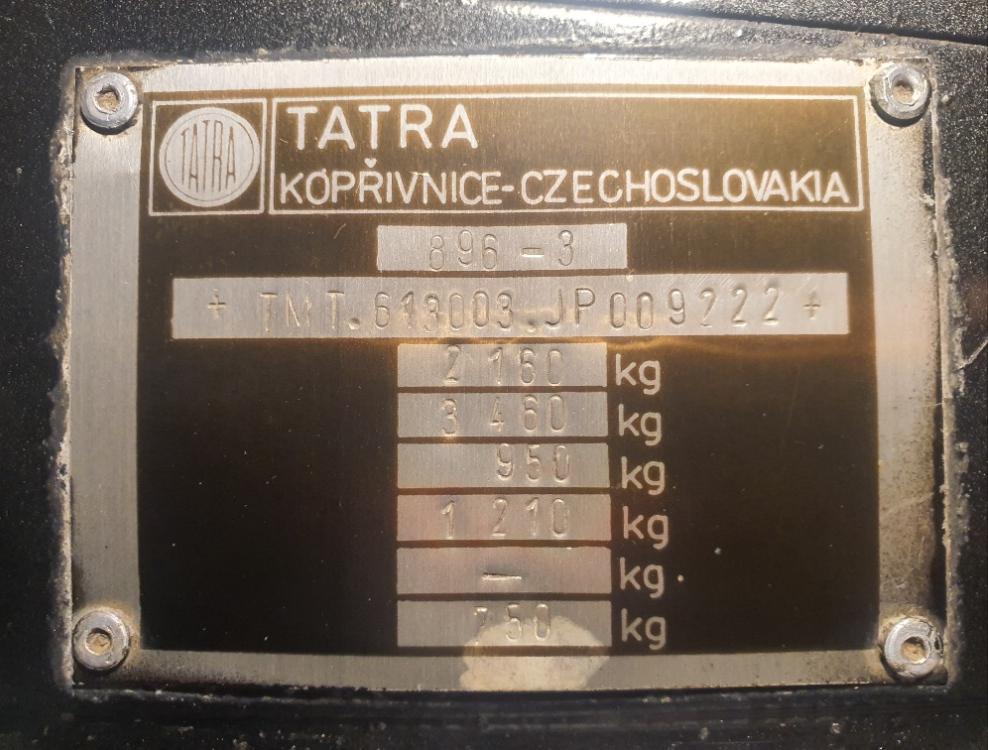 TATRA
TATRA
KOPŘIVNICE-CZECHOSLOVAKIA
896-3
+ TMT.613003.JP009222 +
2 160 kg
3 460 kg
950 kg
1 210 kg
— kg
750 kg